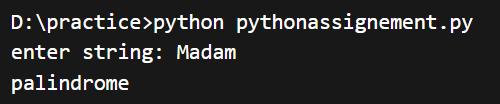 D:\practice>python pythonassignement.py
enter string: Madam
palindrome